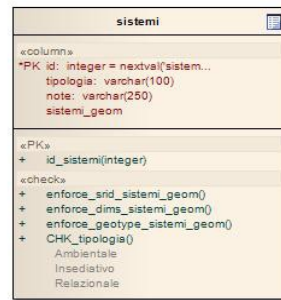 sistemi
«column»
*PK id: integer = nextval('sistem...
tipologia: varchar(100)
note: varchar(250)
sistemi_geom
«PK»
+ id_sistemi(integer)
«check»
+ enforce_srid_sistemi_geom()
+ enforce_dims_sistemi_geom()
+ enforce_geotype_sistemi_geom()
+ CHK_tipologia()
Ambientale
Insediativo
Relazionale